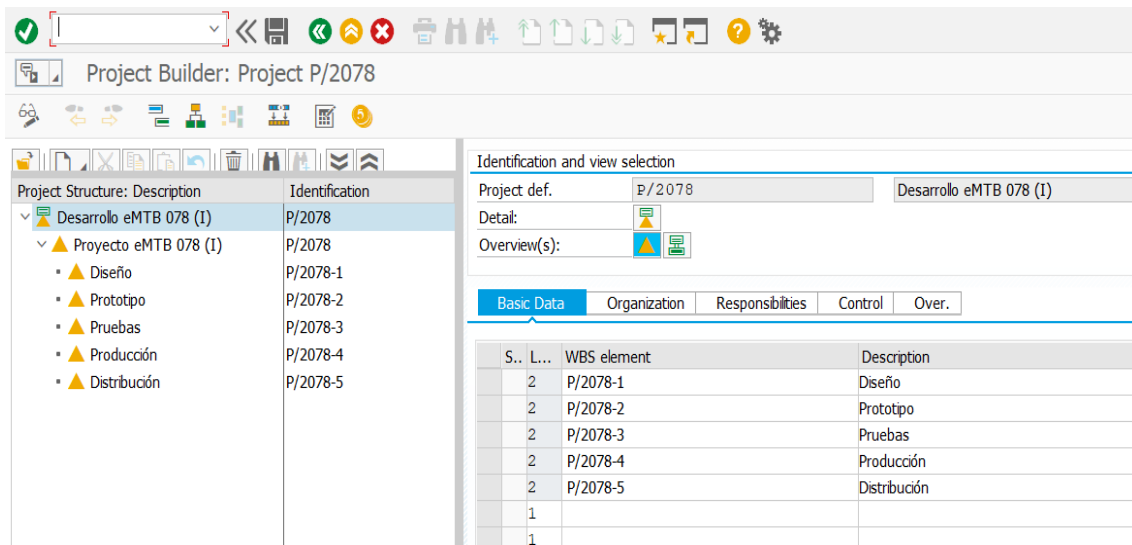 Project Builder: Project P/2078
Identification and view selection
Project Structure: Description Identification
Project def. P/2078 Desarrollo eMTB 078 (I)
Desarrollo eMTB 078 (I) P/2078
Detail:
Proyecto eMTB 078 (I) P/2078
Overview(s):
Diseño P/2078-1
Prototipo P/2078-2
Basic Data Organization Responsibilities Control Over.
Pruebas P/2078-3
Producción P/2078-4
S.. L... WBS element Description
Distribución P/2078-5
2 P/2078-1 Diseño
2 P/2078-2 Prototipo
2 P/2078-3 Pruebas
2 P/2078-4 Producción
2 P/2078-5 Distribución
1
1